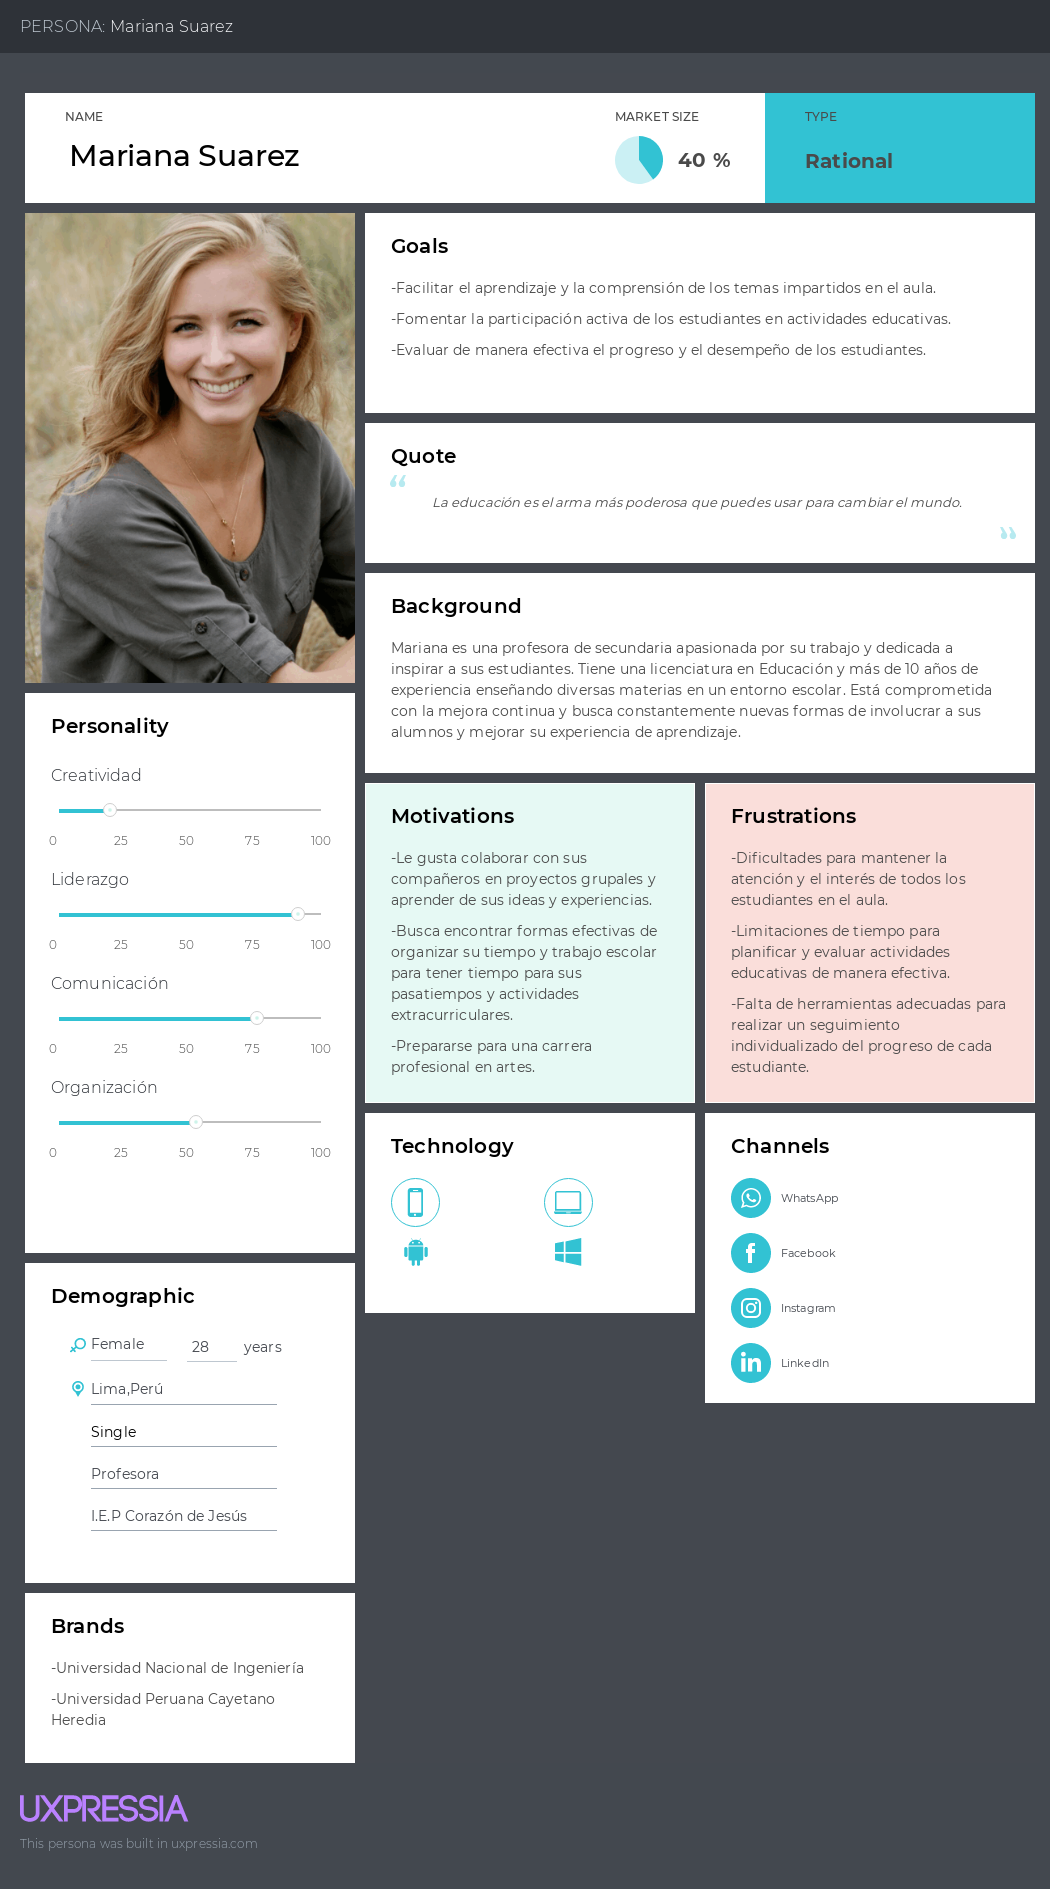 PERSONA: Mariana Suarez
NAME
Mariana Suarez
MARKET SIZE
40 %
TYPE
Rational
Goals
-Facilitar el aprendizaje y la comprensión de los temas impartidos en el aula.
-Fomentar la participación activa de los estudiantes en actividades educativas.
-Evaluar de manera efectiva el progreso y el desempeño de los estudiantes.
Quote
“
La educación es el arma más poderosa que puedes usar para cambiar el mundo.
”
Background
Mariana es una profesora de secundaria apasionada por su trabajo y dedicada a
inspirar a sus estudiantes. Tiene una licenciatura en Educación y más de 10 años de
experiencia enseñando diversas materias en un entorno escolar. Está comprometida
con la mejora continua y busca constantemente nuevas formas de involucrar a sus
alumnos y mejorar su experiencia de aprendizaje.
Personality
Creatividad
0 25 50 75 100
Liderazgo
0 25 50 75 100
Comunicación
0 25 50 75 100
Organización
0 25 50 75 100
Motivations
-Le gusta colaborar con sus
compañeros en proyectos grupales y
aprender de sus ideas y experiencias.
-Busca encontrar formas efectivas de
organizar su tiempo y trabajo escolar
para tener tiempo para sus
pasatiempos y actividades
extracurriculares.
-Prepararse para una carrera
profesional en artes.
Frustrations
-Dificultades para mantener la
atención y el interés de todos los
estudiantes en el aula.
-Limitaciones de tiempo para
planificar y evaluar actividades
educativas de manera efectiva.
-Falta de herramientas adecuadas para
realizar un seguimiento
individualizado del progreso de cada
estudiante.
Technology
Channels
WhatsApp
Facebook
Instagram
LinkedIn
Demographic
Female 28 years
Lima,Perú
Single
Profesora
I.E.P Corazón de Jesús
Brands
-Universidad Nacional de Ingeniería
-Universidad Peruana Cayetano
Heredia
UXPRESSIA
This persona was built in uxpressia.com